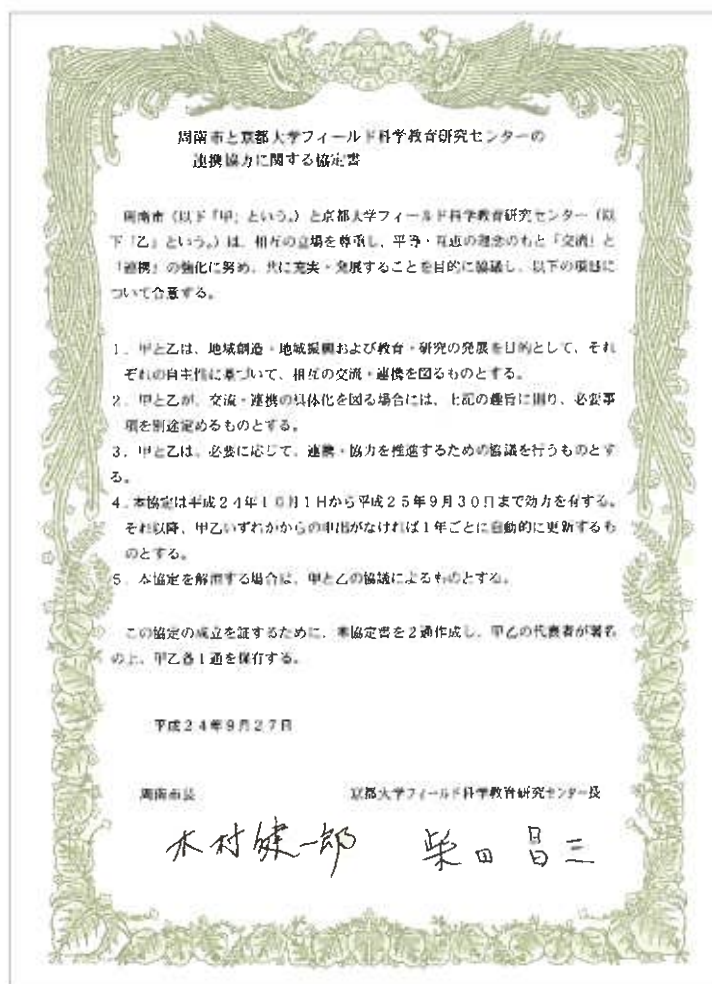 周南市と京都大学フィールド科学教育研究センターの
連携協力に関する協定書
周南市（以下「甲」という。）と京都大学フィールド科学教育研究センター（以
下「乙」という。）は、相互の立場を尊重し、平等・互恵の理念のもと「交流」と
「連携」の強化に努め、共に充実・発展することを目的に協議し、以下の項目に
ついて合意する。
1．甲と乙は、地域創造・地域振興および教育・研究の発展を目的として、それ
ぞれの自主性に基づいて、相互の交流・連携を図るものとする。
2．甲と乙が、交流・連携の具体化を図る場合には、上記の趣旨に則り、必要事
項を別途定めるものとする。
3．甲と乙は、必要に応じて、連携・協力を推進するための協議を行うものとす
る。
4．本協定は平成24年10月1日から平成25年9月30日まで効力を有する。
それ以降、甲乙いずれかからの申出がなければ1年ごとに自動的に更新するも
のとする。
5．本協定を解消する場合は、甲と乙の協議によるものとする。
この協定の成立を証するために、本協定書を2通作成し、甲乙の代表者が署名
の上、甲乙各1通を保有する。
平成24年9月27日
周南市長 京都大学フィールド科学教育研究センター長
木村健一郎 柴田昌三